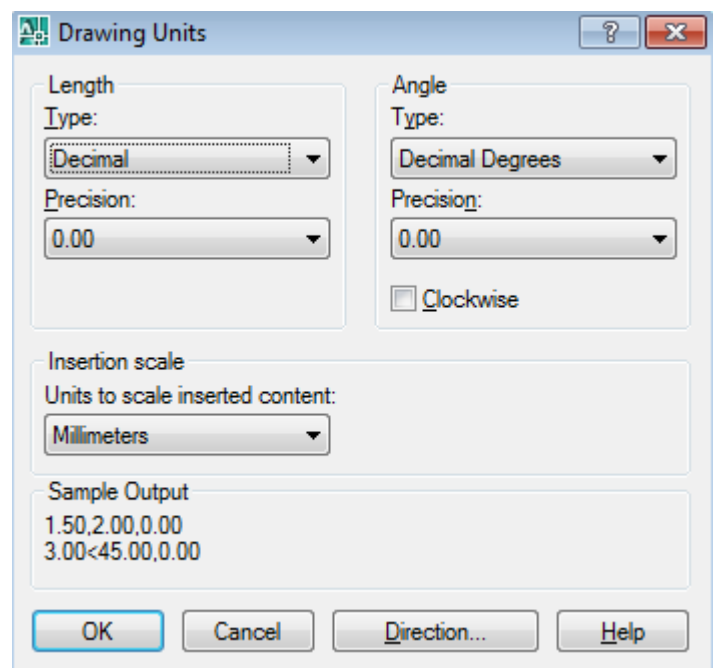 Drawing Units
Length
Type:
Decimal
Precision:
0.00
Angle
Type:
Decimal Degrees
Precision:
0.00
Clockwise
Insertion scale
Units to scale inserted content:
Millimeters
Sample Output
1.50,2.00,0.00
3.00<45.00,0.00
OK Cancel Direction... Help